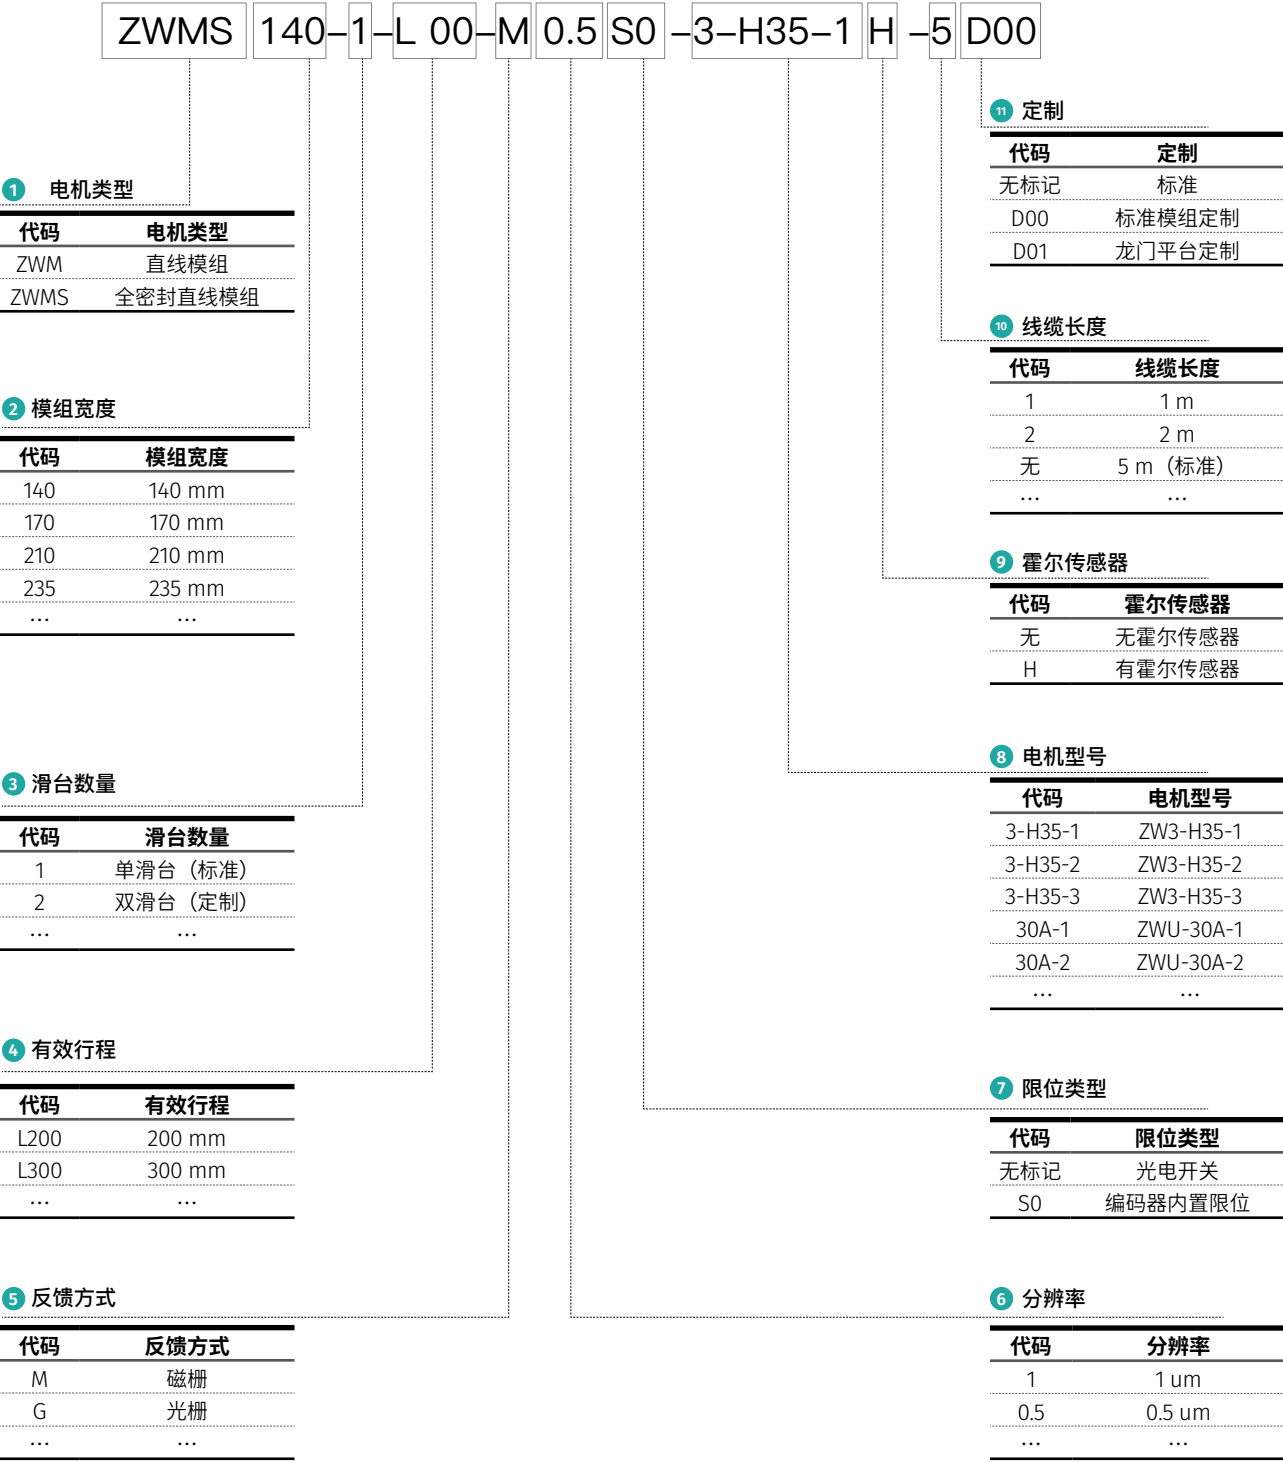 ZWMS 140-1-L 00-M 0.5 S0 -3-H35-1 H -5 D00
1 电机类型
代码 电机类型
ZWM 直线模组
ZWMS 全密封直线模组
2 模组宽度
代码 模组宽度
140 140 mm
170 170 mm
210 210 mm
235 235 mm
... ...
3 滑台数量
代码 滑台数量
1 单滑台（标准）
2 双滑台（定制）
... ...
4 有效行程
代码 有效行程
L200 200 mm
L300 300 mm
... ...
5 反馈方式
代码 反馈方式
M 磁栅
G 光栅
... ...
11 定制
代码 定制
无标记 标准
D00 标准模组定制
D01 龙门平台定制
10 线缆长度
代码 线缆长度
1 1 m
2 2 m
无 5 m（标准）
... ...
9 霍尔传感器
代码 霍尔传感器
无 无霍尔传感器
H 有霍尔传感器
8 电机型号
代码 电机型号
3-H35-1 ZW3-H35-1
3-H35-2 ZW3-H35-2
3-H35-3 ZW3-H35-3
30A-1 ZWU-30A-1
30A-2 ZWU-30A-2
... ...
7 限位类型
代码 限位类型
无标记 光电开关
S0 编码器内置限位
6 分辨率
代码 分辨率
1 1 um
0.5 0.5 um
... ...